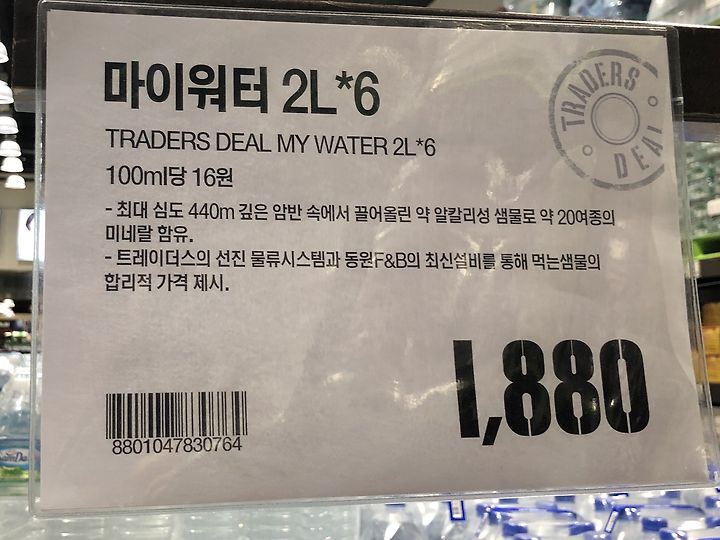 마이워터 2L*6
TRADERS DEAL MY WATER 2L*6
100ml당 16원
- 최대 심도 440m 깊은 암반 속에서 끌어올린 약 알칼리성 샘물로 약 20여종의
미네랄 함유.
- 트레이더스의 선진 물류시스템과 동원F&B의 최신설비를 통해 먹는샘물의
합리적 가격 제시.
1,880
8801047830764
TRADERS
DEAL